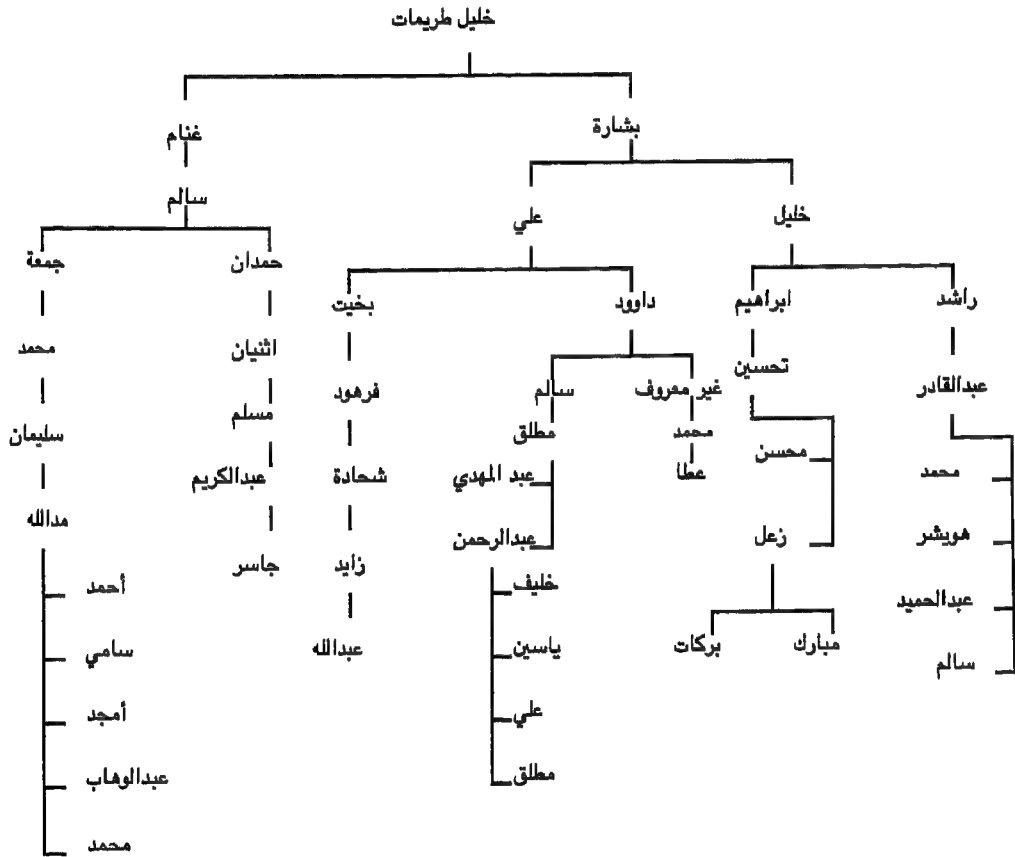 خليل طريمات
بشارة
غنام
سالم
خليل
علي
راشد
ابراهيم
داوود
بخيت
حمدان
جمعة
عبدالقادر
تحسين
غير معروف
سالم
فرهود
اثنيان
محمد
محمد
هويشر
عبدالحميد
سالم
محسن
زعل
مبارك
بركات
محمد
عطا
مطلق
عبد المهدي
عبدالرحمن
خليف
ياسين
علي
مطلق
شحادة
زايد
عبدالله
مسلم
عبدالكريم
جاسر
سليمان
مدالله
أحمد
سامي
أمجد
عبدالوهاب
محمد